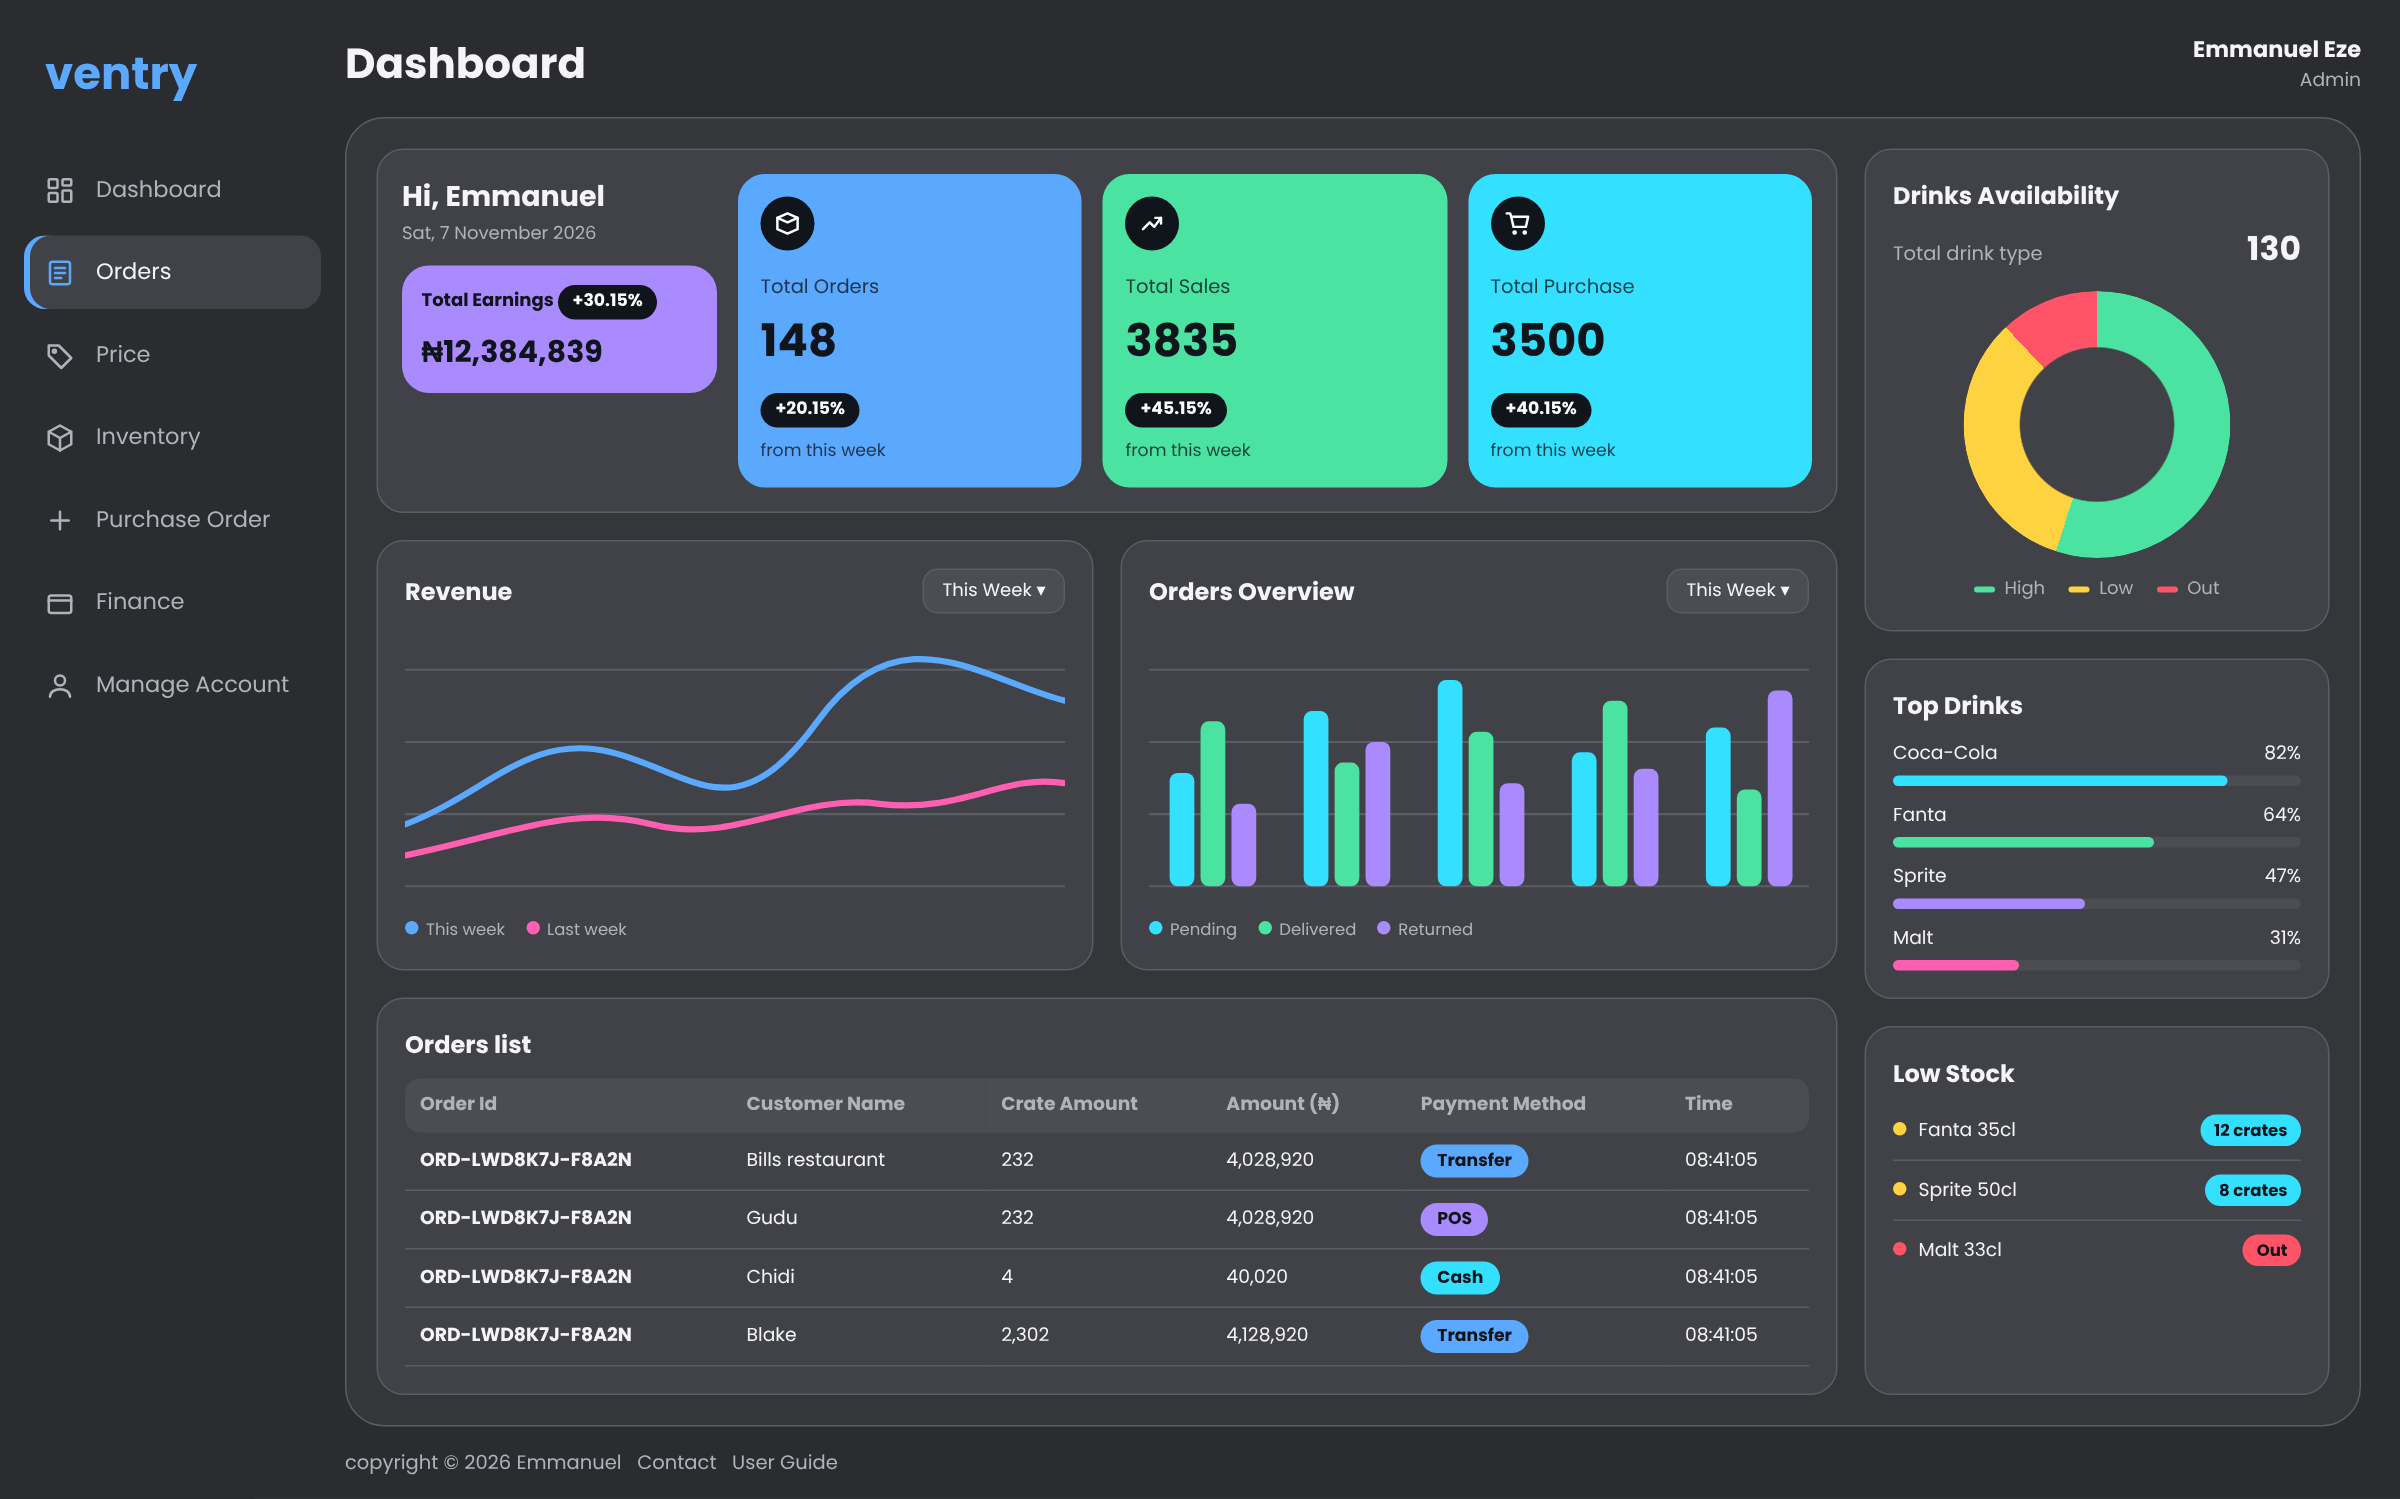 ventry
Dashboard
Orders
Price
Inventory
Purchase Order
Finance
Manage Account
Dashboard
Emmanuel Eze
Admin
Hi, Emmanuel
Sat, 7 November 2026
Total Earnings +30.15%
₦12,384,839
Total Orders
148
+20.15%
from this week
Total Sales
3835
+45.15%
from this week
Total Purchase
3500
+40.15%
from this week
Revenue
This Week ▾
This week Last week
Orders Overview
This Week ▾
Pending Delivered Returned
Orders list
Order Id Customer Name Crate Amount Amount (₦) Payment Method Time
ORD-LWD8K7J-F8A2N Bills restaurant 232 4,028,920 Transfer 08:41:05
ORD-LWD8K7J-F8A2N Gudu 232 4,028,920 POS 08:41:05
ORD-LWD8K7J-F8A2N Chidi 4 40,020 Cash 08:41:05
ORD-LWD8K7J-F8A2N Blake 2,302 4,128,920 Transfer 08:41:05
Drinks Availability
Total drink type 130
High Low Out
Top Drinks
Coca-Cola 82%
Fanta 64%
Sprite 47%
Malt 31%
Low Stock
Fanta 35cl 12 crates
Sprite 50cl 8 crates
Malt 33cl Out
copyright © 2026 Emmanuel Contact User Guide